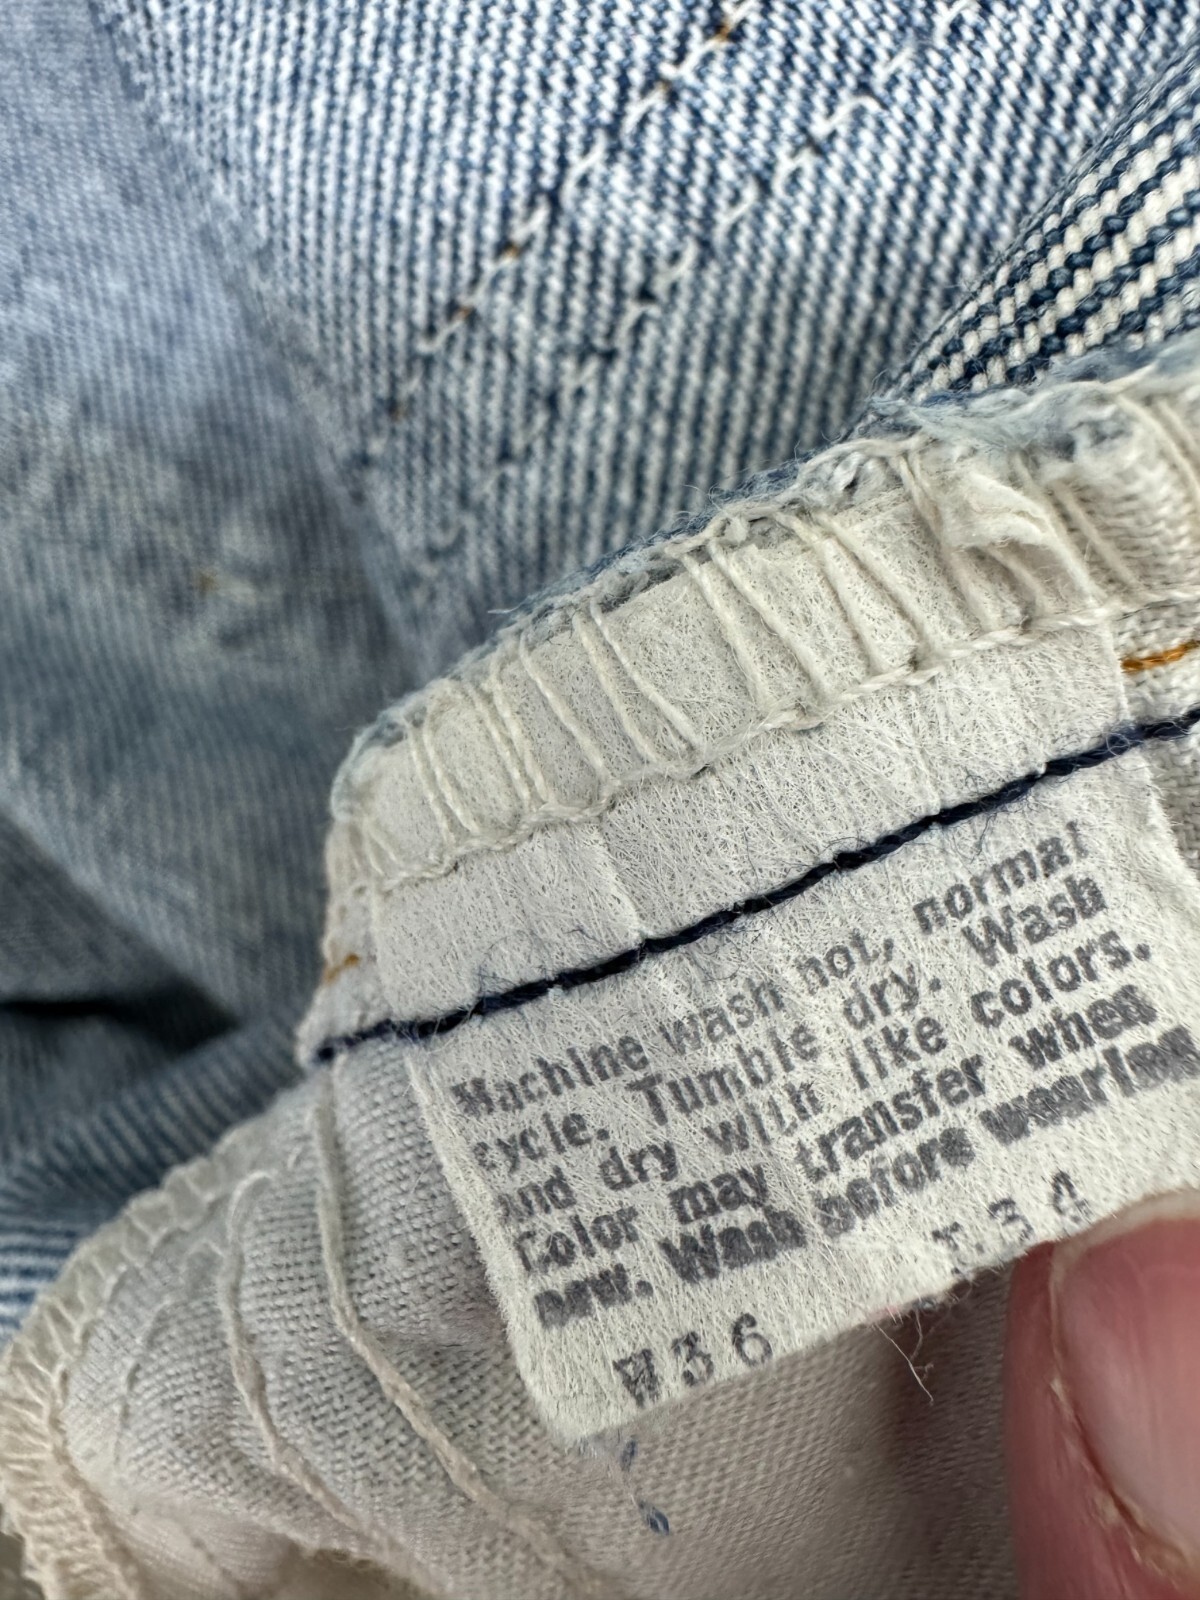 Machine wash hot, normal
cycle. Tumble dry. Wash
and dry with like colors.
Color may transfer when
new. Wash before wearing
W36 L34